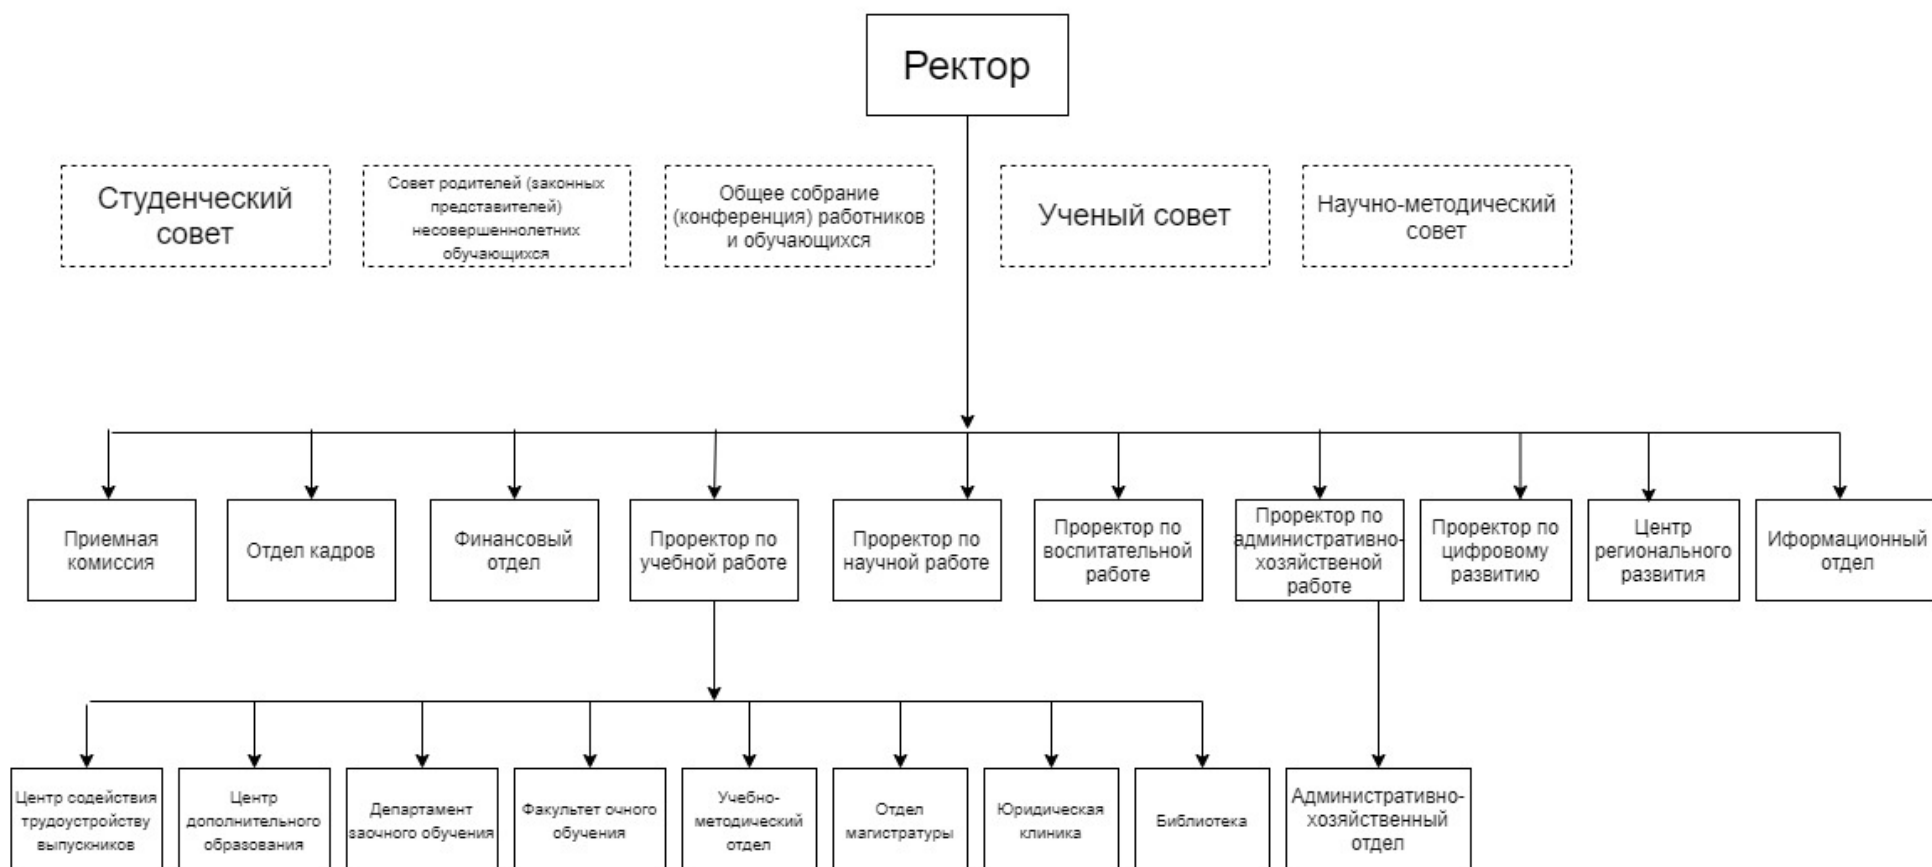 Ректор
Студенческий
совет
Совет родителей (законных
представителей)
несовершеннолетних
обучающихся
Общее собрание
(конференция) работников
и обучающихся
Ученый совет
Научно-методический
совет
Приемная
комиссия
Отдел кадров
Финансовый
отдел
Проректор по
учебной работе
Проректор по
научной работе
Проректор по
воспитательной
работе
Проректор по
административно-
хозяйственой
работе
Проректор по
цифровому
развитию
Центр
регионального
развития
Иформационный
отдел
Центр содействия
трудоустройству
выпускников
Центр
дополнительного
образования
Департамент
заочного обучения
Факультет очного
обучения
Учебно-
методический
отдел
Отдел
магистратуры
Юридическая
клиника
Библиотека
Административно-
хозяйственный
отдел